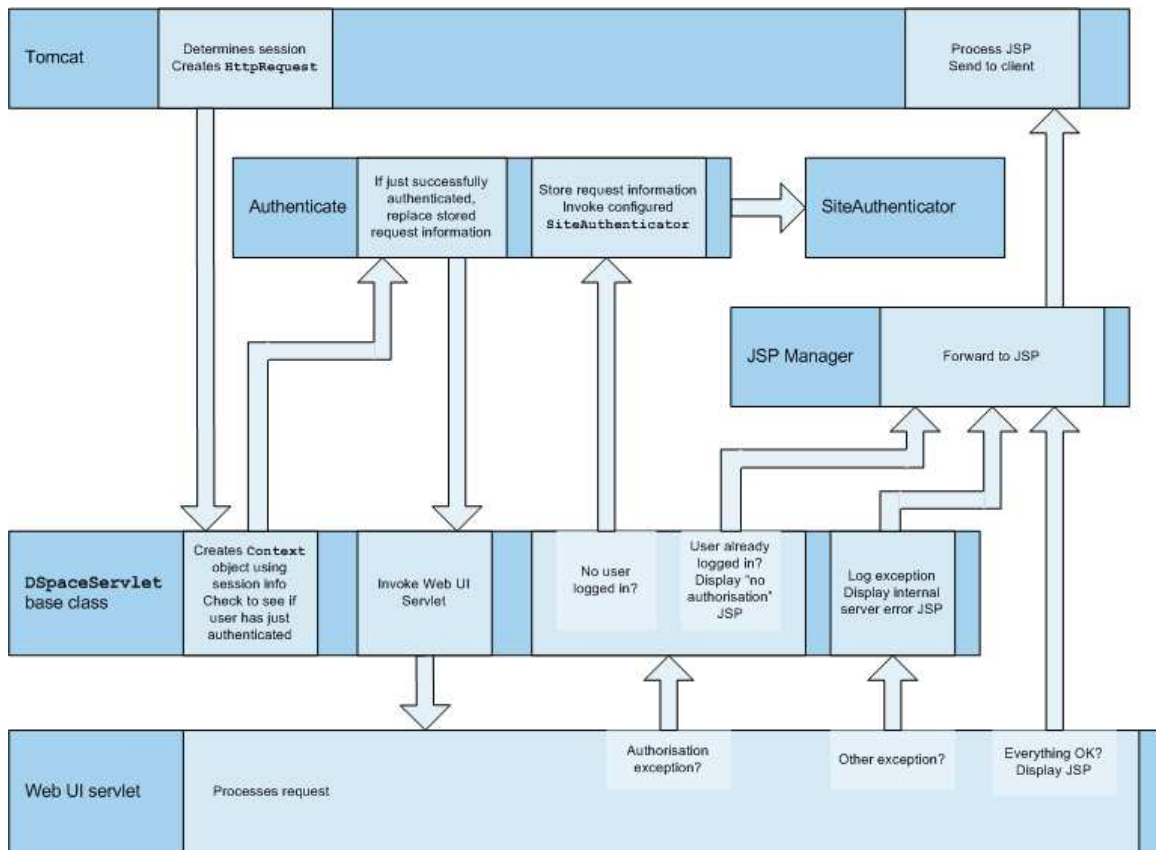 Tomcat
Determines session
Creates HttpRequest
Process JSP
Send to client
Authenticate
If just successfully
authenticated,
replace stored
request information
Store request information
Invoke configured
SiteAuthenticator
SiteAuthenticator
JSP Manager
Forward to JSP
DSpaceServlet
base class
Creates Context
object using
session info
Check to see if
user has just
authenticated
Invoke Web UI
Servlet
No user
logged in?
User already
logged in?
Display "no
authorisation"
JSP
Log exception
Display internal
server error JSP
Web UI servlet
Processes request
Authorisation
exception?
Other exception?
Everything OK?
Display JSP